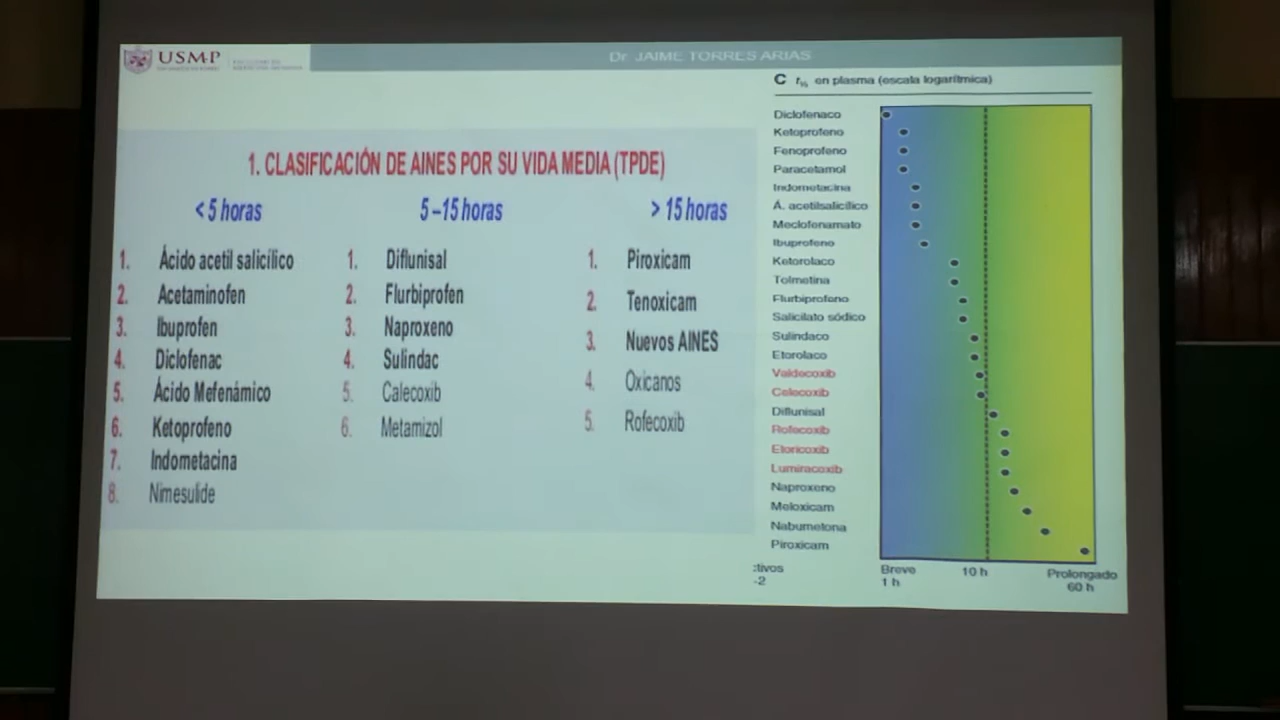 USMP
Dr. JAIME TORRES ARIAS
1. CLASIFICACIÓN DE AINES POR SU VIDA MEDIA (TPDE)
< 5 horas
1. Ácido acetil salicílico
2. Acetaminofen
3. Ibuprofen
4. Diclofenac
5. Ácido Mefenámico
6. Ketoprofeno
7. Indometacina
8. Nimesulide
5 –15 horas
1. Diflunisal
2. Flurbiprofen
3. Naproxeno
4. Sulindac
5. Calecoxib
6. Metamizol
> 15 horas
1. Piroxicam
2. Tenoxicam
3. Nuevos AINES
4. Oxicanos
5. Rofecoxib
C t½ en plasma (escala logarítmica)
Diclofenaco
Ketoprofeno
Fenoprofeno
Paracetamol
Indometacina
Á. acetilsalicílico
Meclofenamato
Ibuprofeno
Ketorolaco
Tolmetina
Flurbiprofeno
Salicilato sódico
Sulindaco
Etorolaco
Valdecoxib
Celecoxib
Diflunisal
Rofecoxib
Etoricoxib
Lumiracoxib
Naproxeno
Meloxicam
Nabumetona
Piroxicam
:tivos
-2
Breve
1 h
10 h
Prolongado
60 h